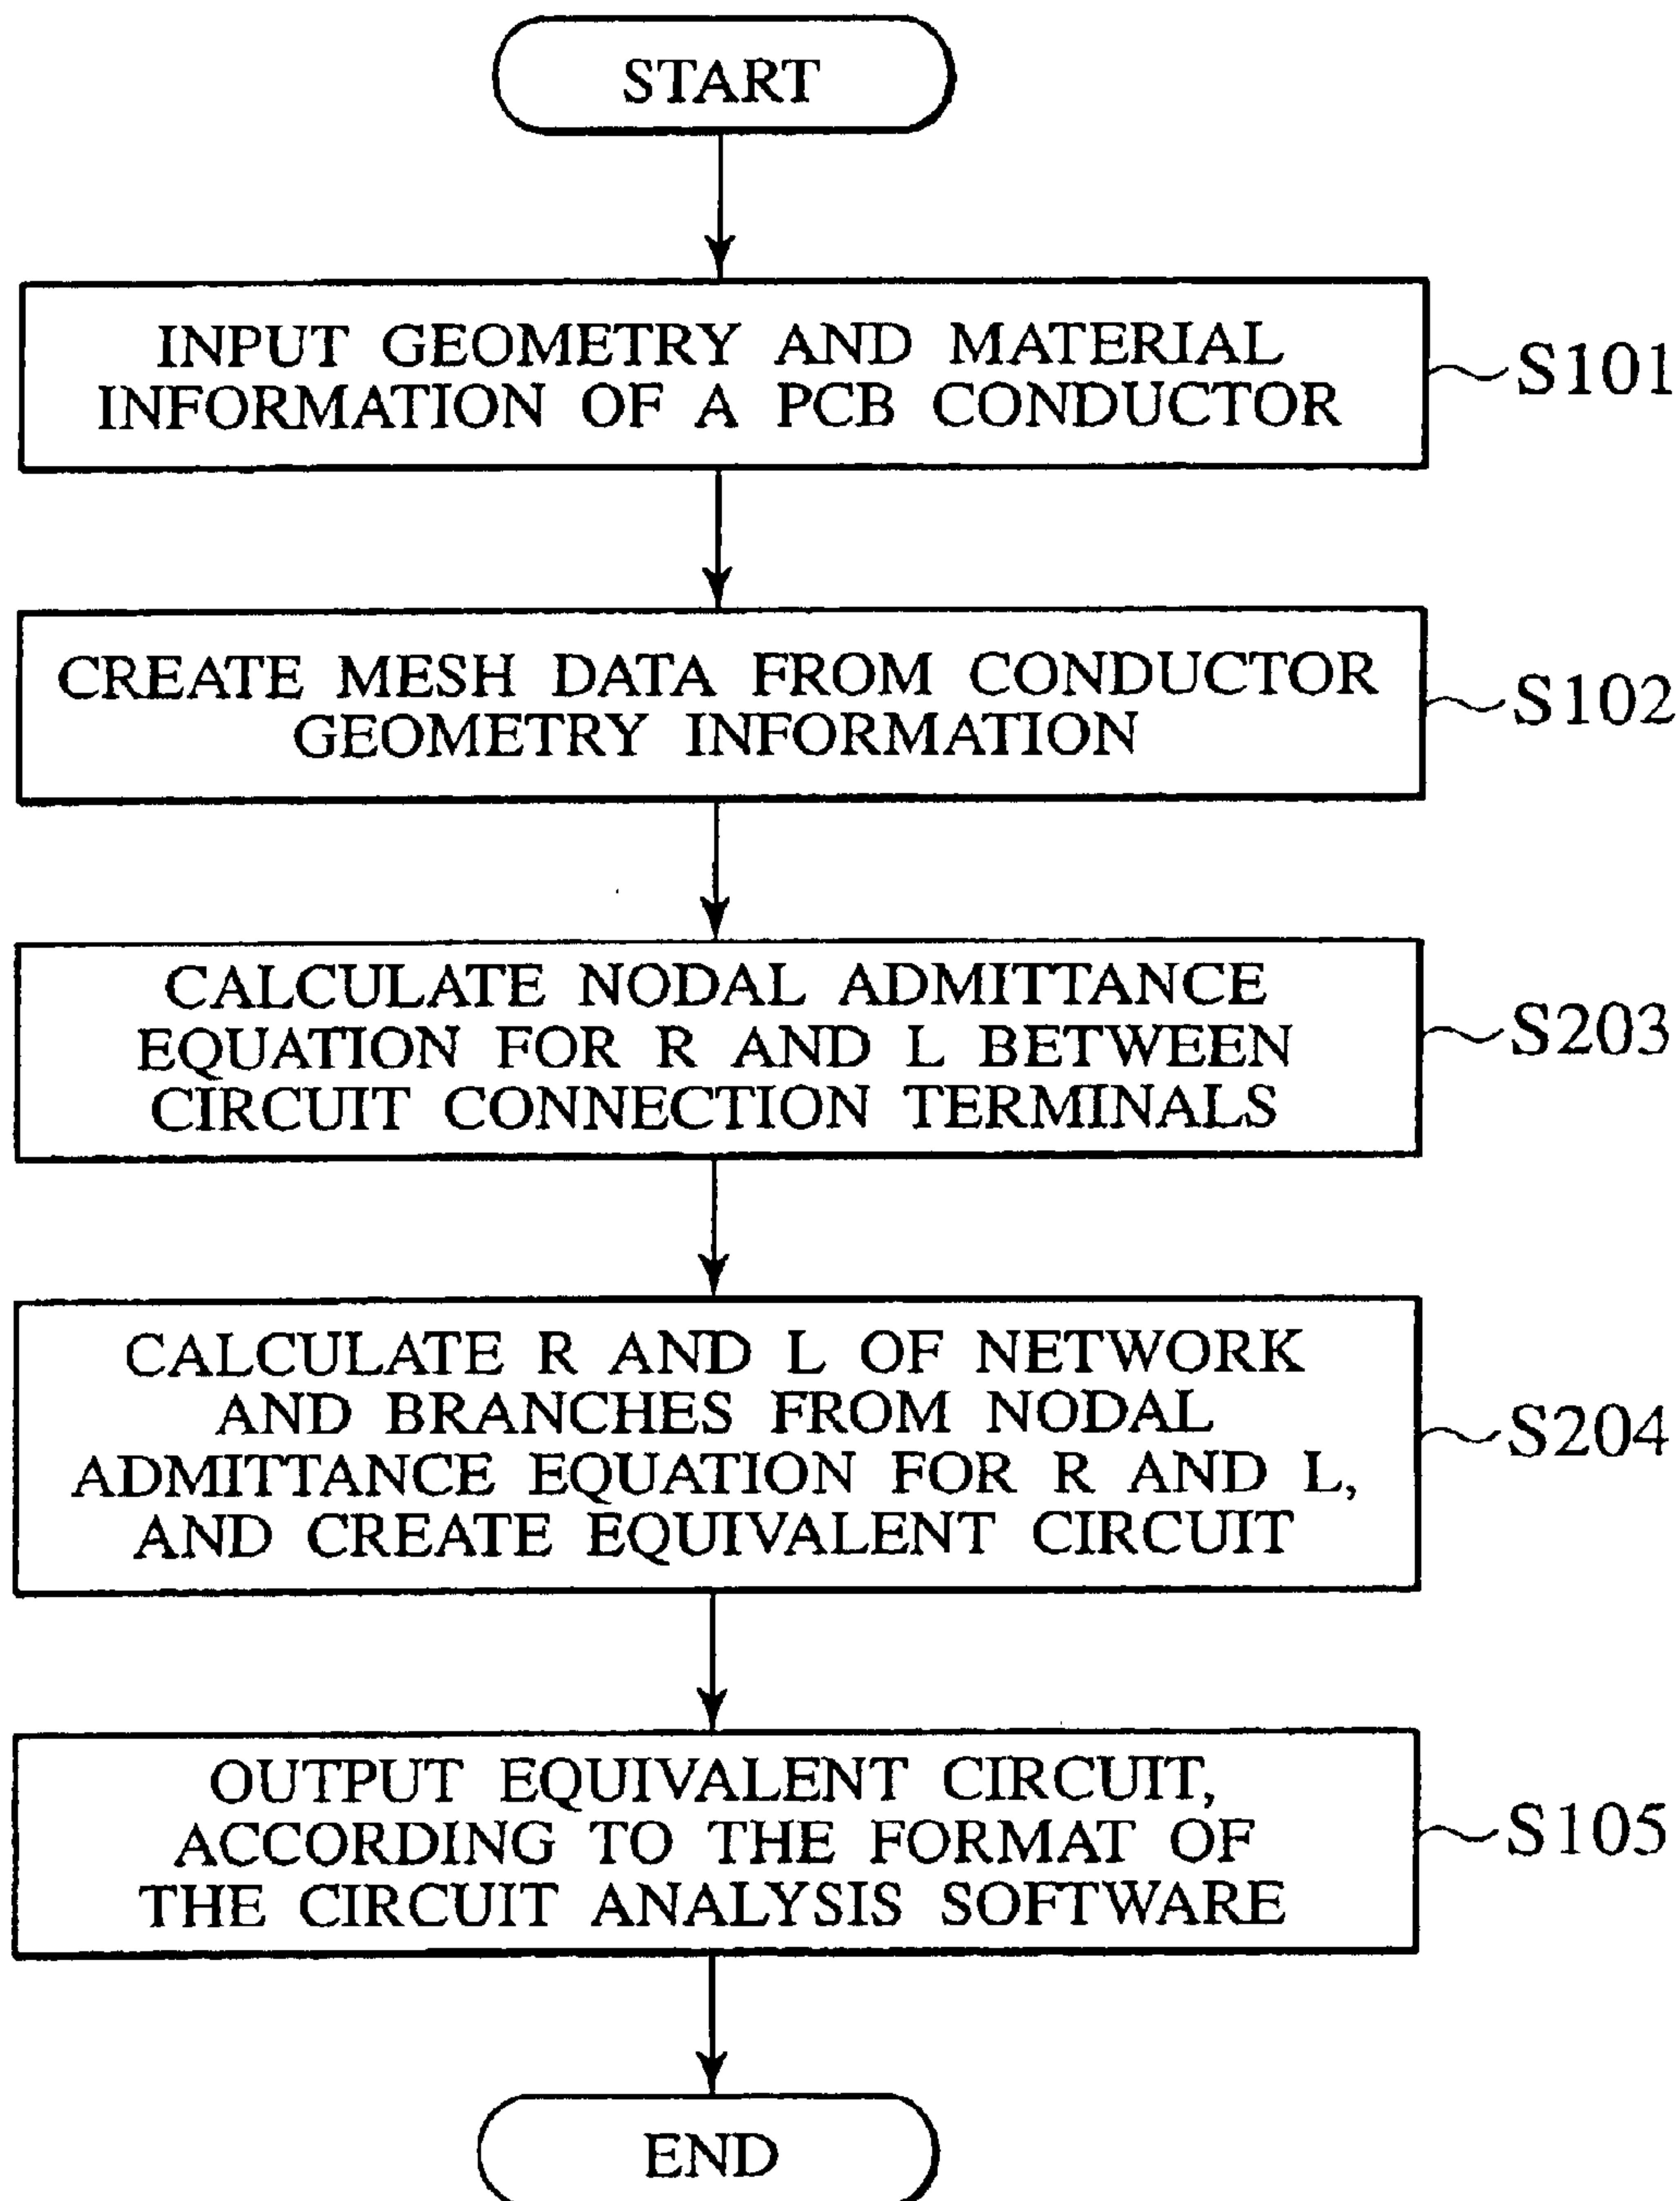 START
INPUT GEOMETRY AND MATERIAL
INFORMATION OF A PCB CONDUCTOR
S101
CREATE MESH DATA FROM CONDUCTOR
GEOMETRY INFORMATION
S102
CALCULATE NODAL ADMITTANCE
EQUATION FOR R AND L BETWEEN
CIRCUIT CONNECTION TERMINALS
S203
CALCULATE R AND L OF NETWORK
AND BRANCHES FROM NODAL
ADMITTANCE EQUATION FOR R AND L,
AND CREATE EQUIVALENT CIRCUIT
S204
OUTPUT EQUIVALENT CIRCUIT,
ACCORDING TO THE FORMAT OF
THE CIRCUIT ANALYSIS SOFTWARE
S105
END